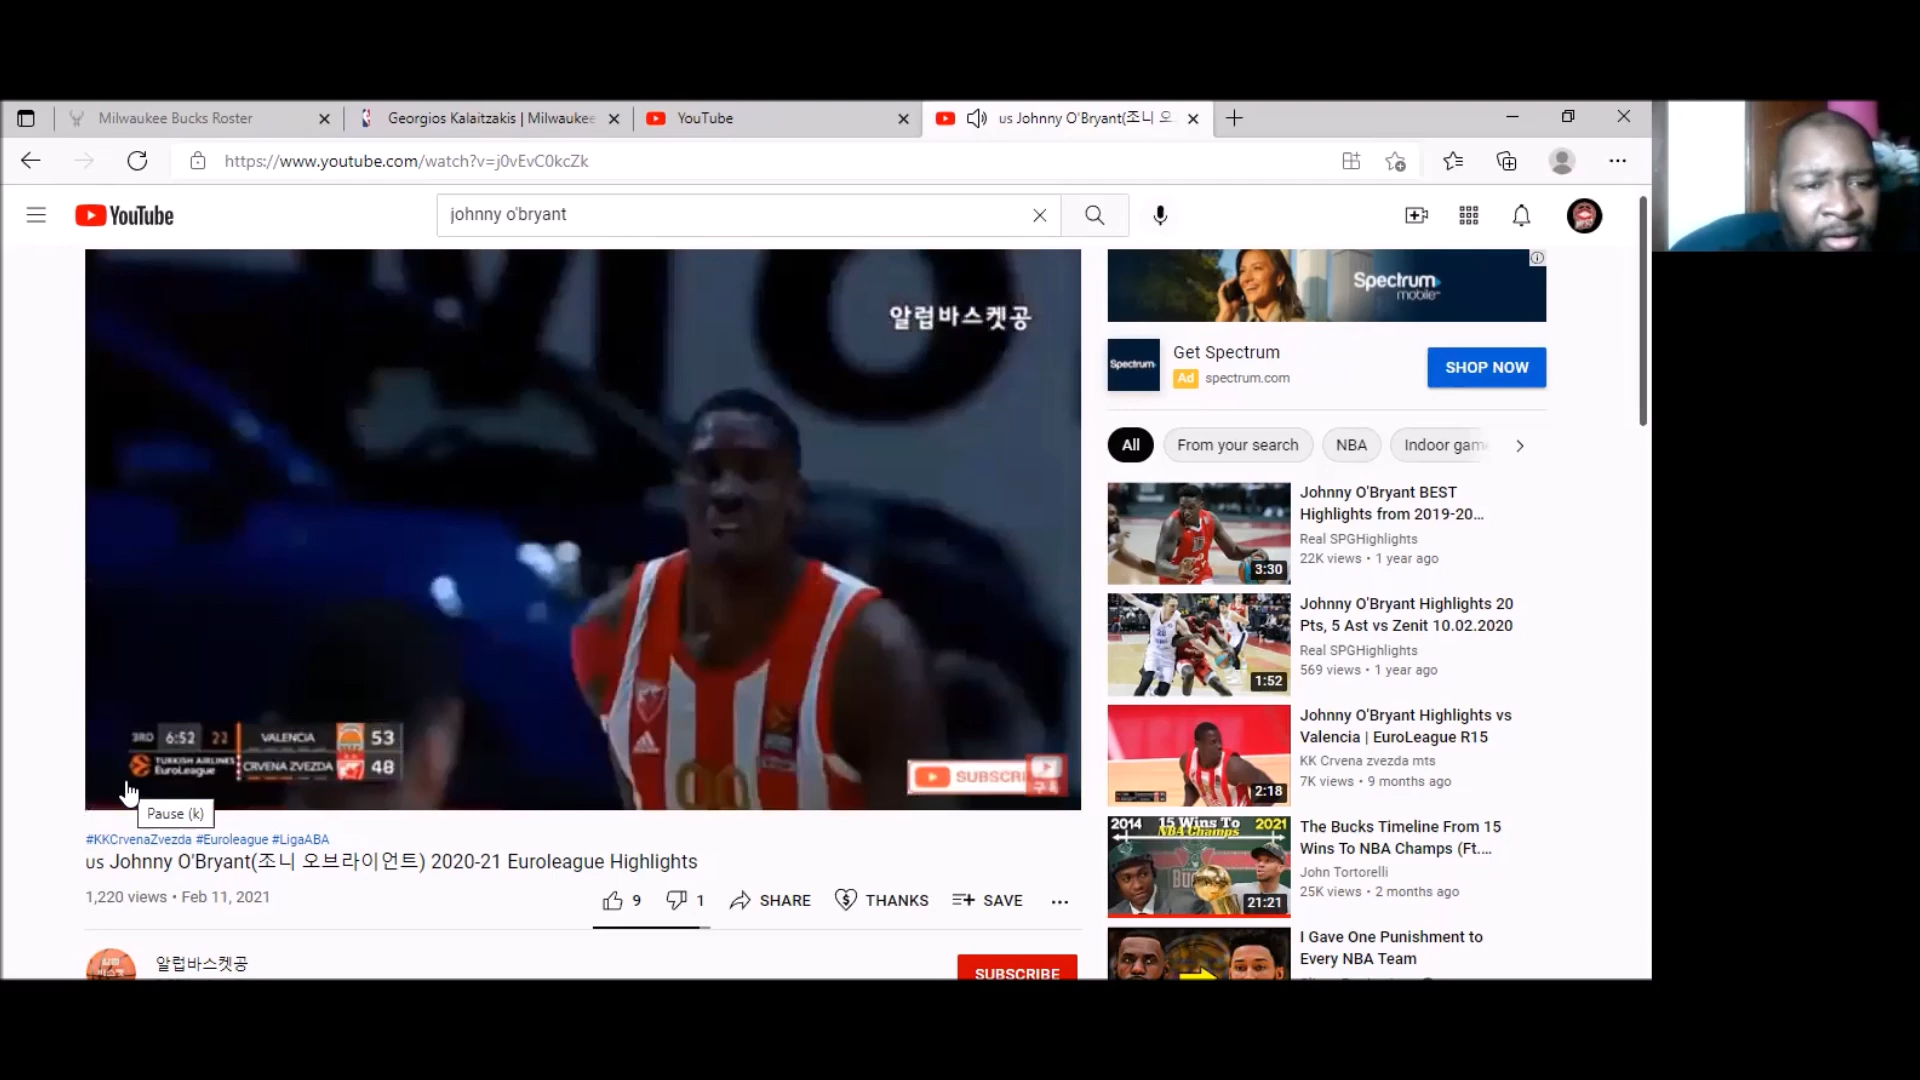 Milwaukee Bucks Roster
Georgios Kalaitzakis | Milwaukee
YouTube
us Johnny O'Bryant(조니 오
https://www.youtube.com/watch?v=j0vEvC0kcZk
YouTube
johnny o'bryant
알럽바스켓공
3RD 6:52 22 VALENCIA 53
TURKISH AIRLINES EuroLeague CRVENA ZVEZDA 48
SUBSCRI
구독
Pause (k)
#KKCrvenaZvezda #Euroleague #LigaABA
us Johnny O'Bryant(조니 오브라이언트) 2020-21 Euroleague Highlights
1,220 views • Feb 11, 2021
9
1
SHARE
THANKS
SAVE
알럽바스켓공
SUBSCRIBE
Spectrum
mobile
Spectrum
Get Spectrum
Ad spectrum.com
SHOP NOW
All
From your search
NBA
Indoor gam
3:30
Johnny O'Bryant BEST
Highlights from 2019-20...
Real SPGHighlights
22K views • 1 year ago
1:52
Johnny O'Bryant Highlights 20
Pts, 5 Ast vs Zenit 10.02.2020
Real SPGHighlights
569 views • 1 year ago
2:18
Johnny O'Bryant Highlights vs
Valencia | EuroLeague R15
KK Crvena zvezda mts
7K views • 9 months ago
2014 15 Wins To 2021
NBA Champs
21:21
The Bucks Timeline From 15
Wins To NBA Champs (Ft....
John Tortorelli
25K views • 2 months ago
I Gave One Punishment to
Every NBA Team